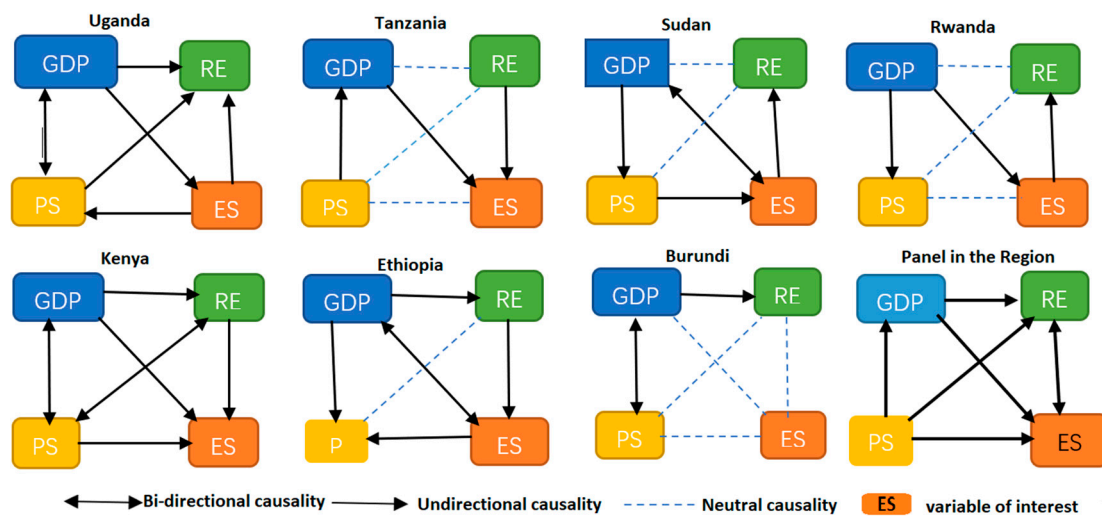 Uganda
GDP
RE
PS
ES
Tanzania
GDP
RE
PS
ES
Sudan
GDP
RE
PS
ES
Rwanda
GDP
RE
PS
ES
Kenya
GDP
RE
PS
ES
Ethiopia
GDP
RE
P
ES
Burundi
GDP
RE
PS
ES
Panel in the Region
GDP
RE
PS
ES
Bi-directional causality
Undirectional causality
Neutral causality
ES
variable of interest